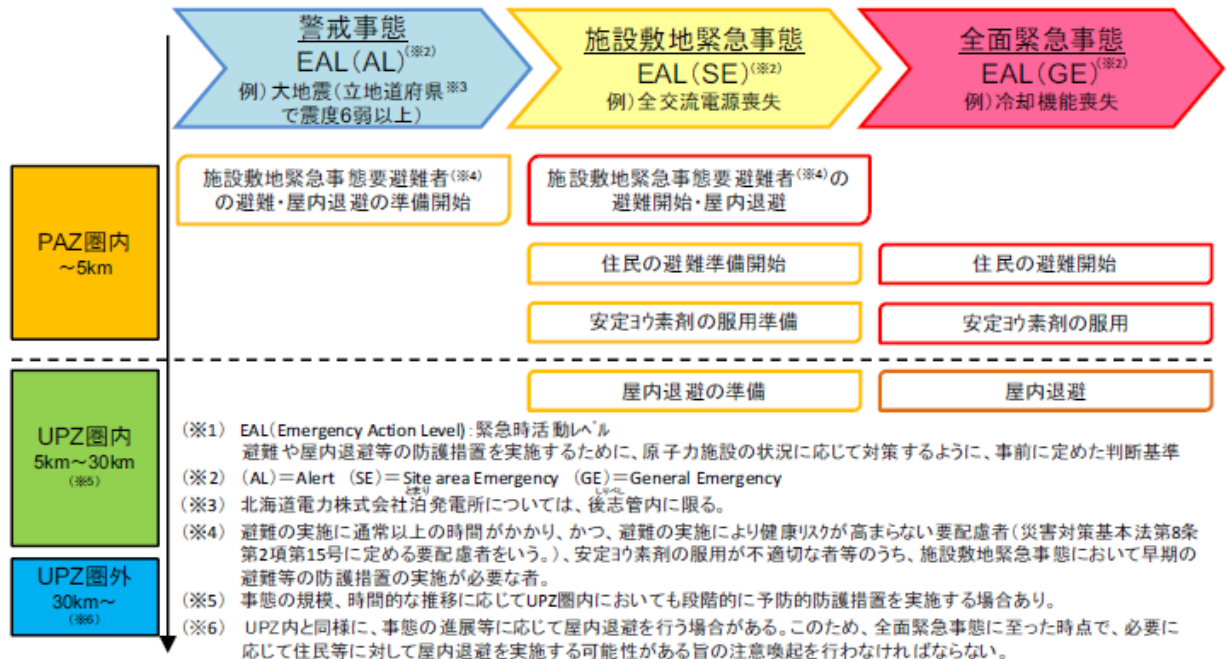 警戒事態
EAL(AL)(※2)
例)大地震(立地道府県※3
で震度6弱以上)
施設敷地緊急事態
EAL(SE)(※2)
例)全交流電源喪失
全面緊急事態
EAL(GE)(※2)
例)冷却機能喪失
PAZ圏内
～5km
施設敷地緊急事態要避難者(※4)
の避難・屋内退避の準備開始
施設敷地緊急事態要避難者(※4)の
避難開始・屋内退避
住民の避難準備開始
住民の避難開始
安定ﾖｳ素剤の服用準備
安定ﾖｳ素剤の服用
UPZ圏内
5km～30km
(※5)
屋内退避の準備
屋内退避
UPZ圏外
30km～
(※6)
(※1) EAL(Emergency Action Level):緊急時活動ﾚﾍﾞﾙ
避難や屋内退避等の防護措置を実施するために、原子力施設の状況に応じて対策するように、事前に定めた判断基準
(※2) (AL)=Alert (SE)=Site area Emergency (GE)=General Emergency
とまり しりべし
(※3) 北海道電力株式会社泊発電所については、後志管内に限る。
(※4) 避難の実施に通常以上の時間がかかり、かつ、避難の実施により健康ﾘｽｸが高まらない要配慮者(災害対策基本法第8条
第2項第15号に定める要配慮者をいう。)、安定ﾖｳ素剤の服用が不適切な者等のうち、施設敷地緊急事態において早期の
避難等の防護措置の実施が必要な者。
(※5) 事態の規模、時間的な推移に応じてUPZ圏内においても段階的に予防的防護措置を実施する場合あり。
(※6) UPZ内と同様に、事態の進展等に応じて屋内退避を行う場合がある。このため、全面緊急事態に至った時点で、必要に
応じて住民等に対して屋内退避を実施する可能性がある旨の注意喚起を行わなければならない。